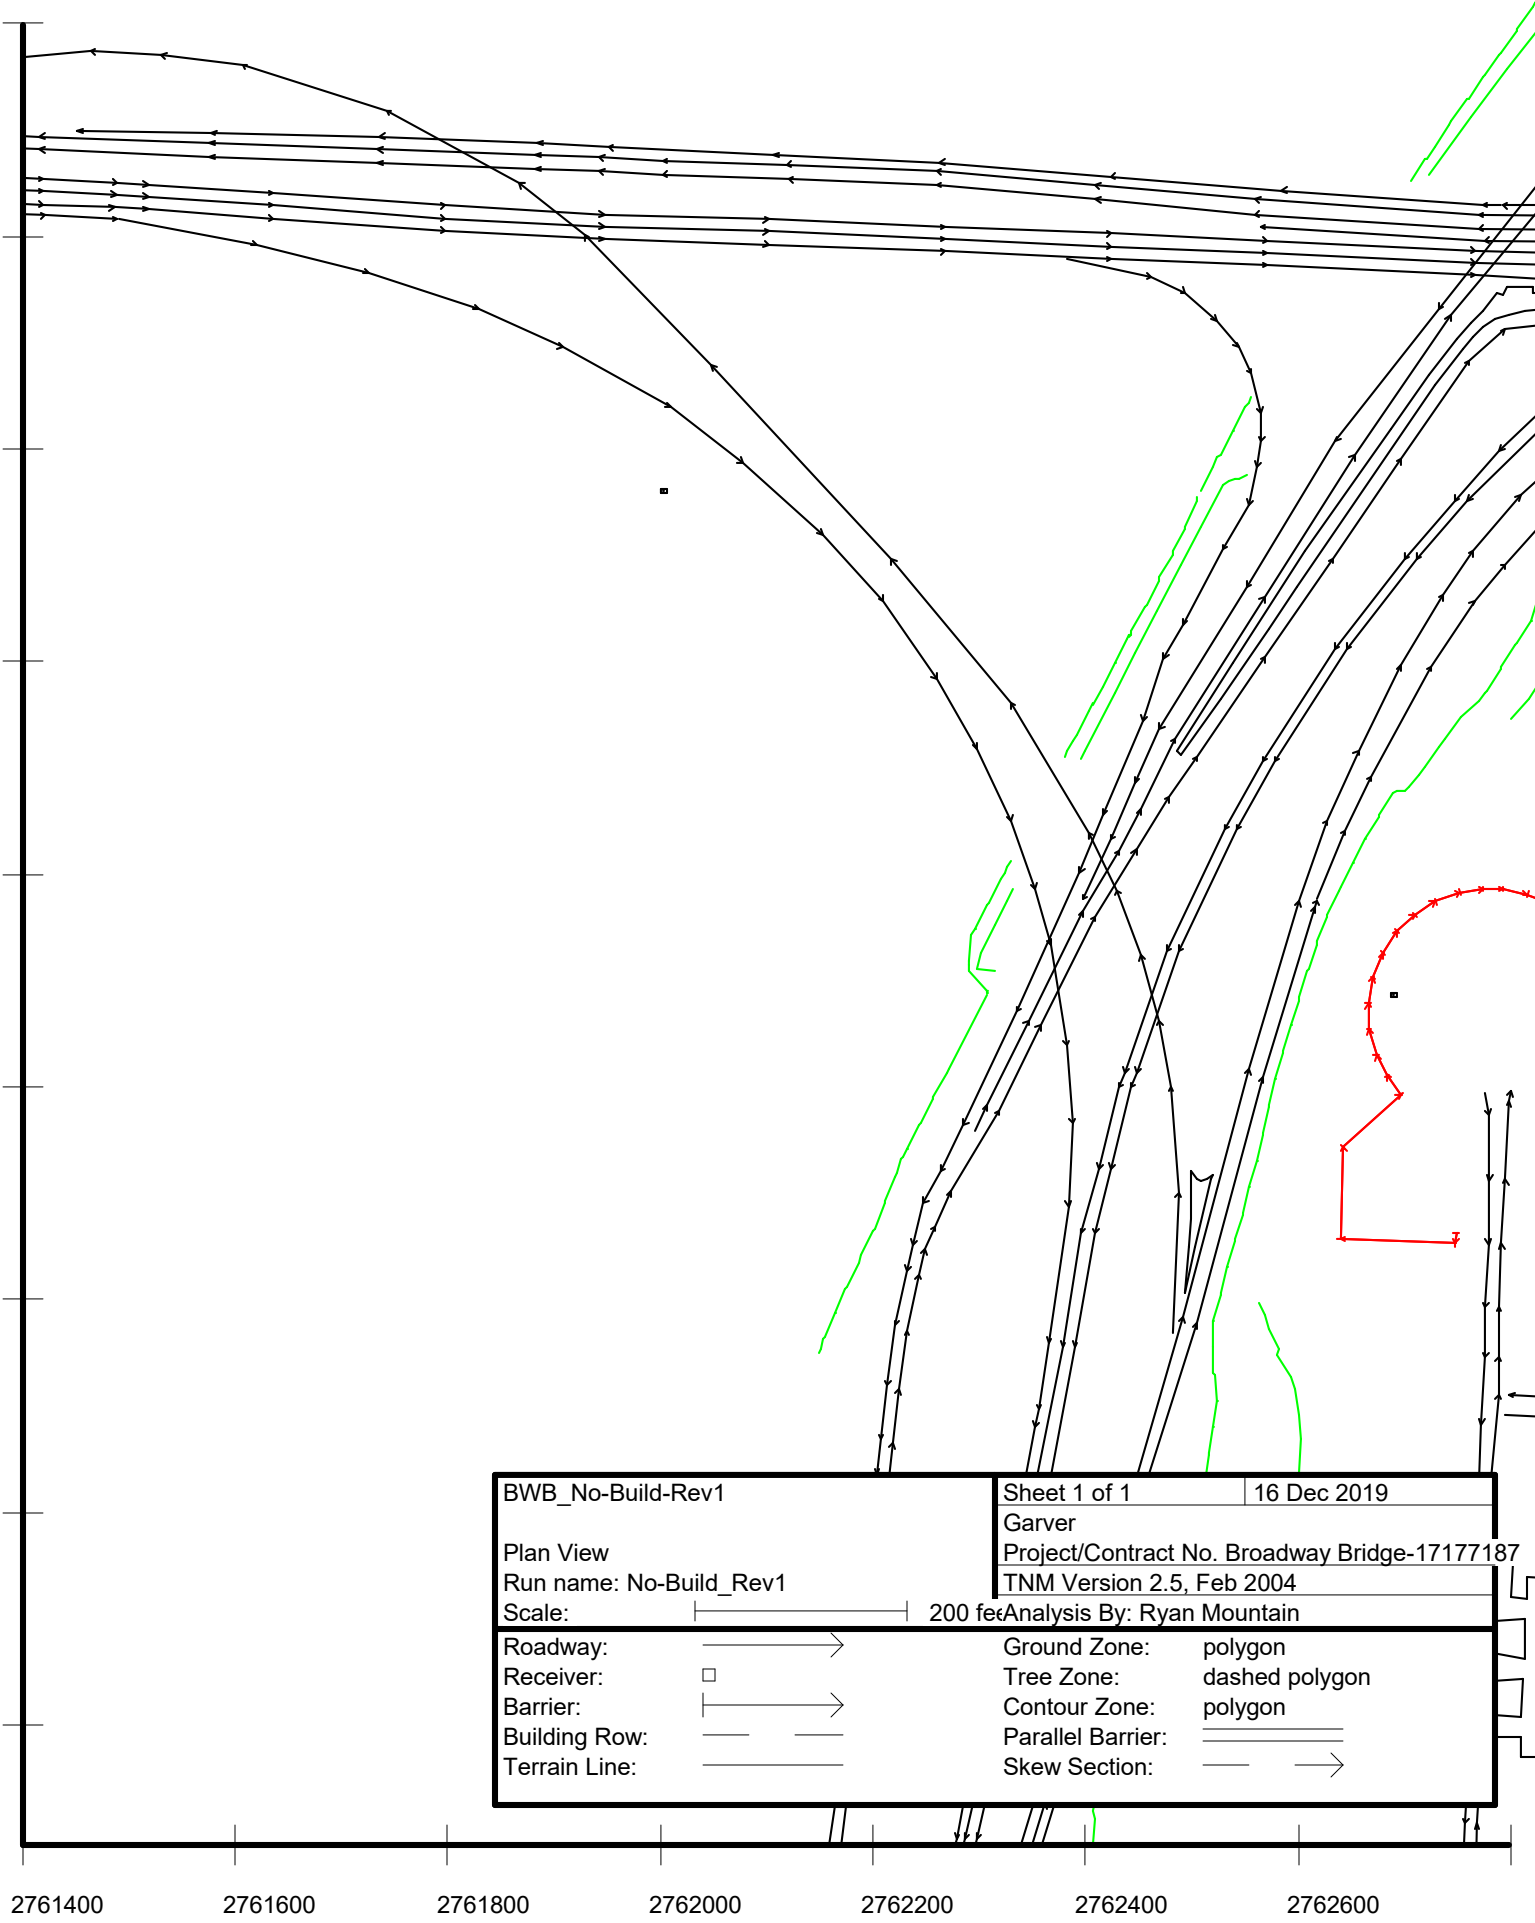 BWB_No-Build-Rev1
Sheet 1 of 1
16 Dec 2019
Garver
Plan View
Project/Contract No. Broadway Bridge-17177187
Run name: No-Build_Rev1
TNM Version 2.5, Feb 2004
Scale:
200 fee
Analysis By: Ryan Mountain
Roadway:
Receiver:
Barrier:
Building Row:
Terrain Line:
Ground Zone: polygon
Tree Zone: dashed polygon
Contour Zone: polygon
Parallel Barrier:
Skew Section:
2761400 2761600 2761800 2762000 2762200 2762400 2762600